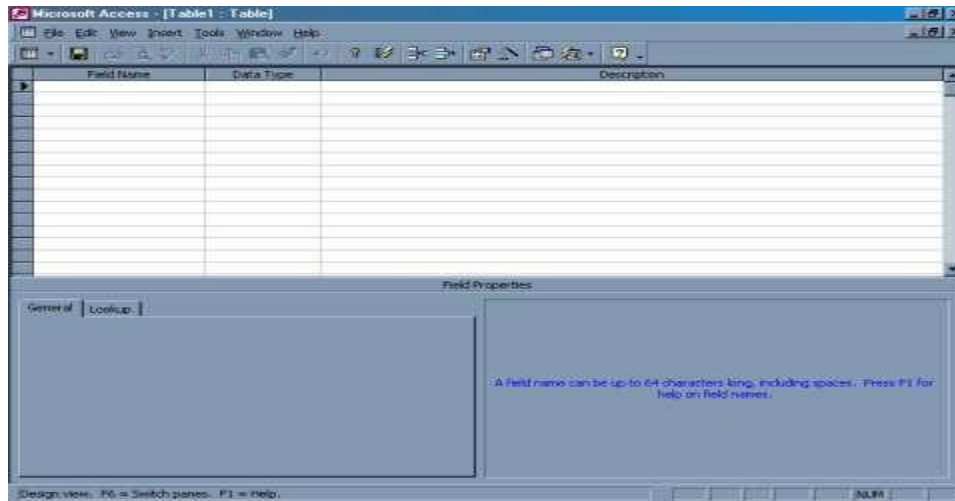 Microsoft Access - [Table1 : Table]
File Edit View Insert Tools Window Help
Field Name Data Type Description
Field Properties
General Lookup
A field name can be up to 64 characters long, including spaces. Press F1 for
help on field names.
Design view. F6 = Switch panes. F1 = Help. NUM